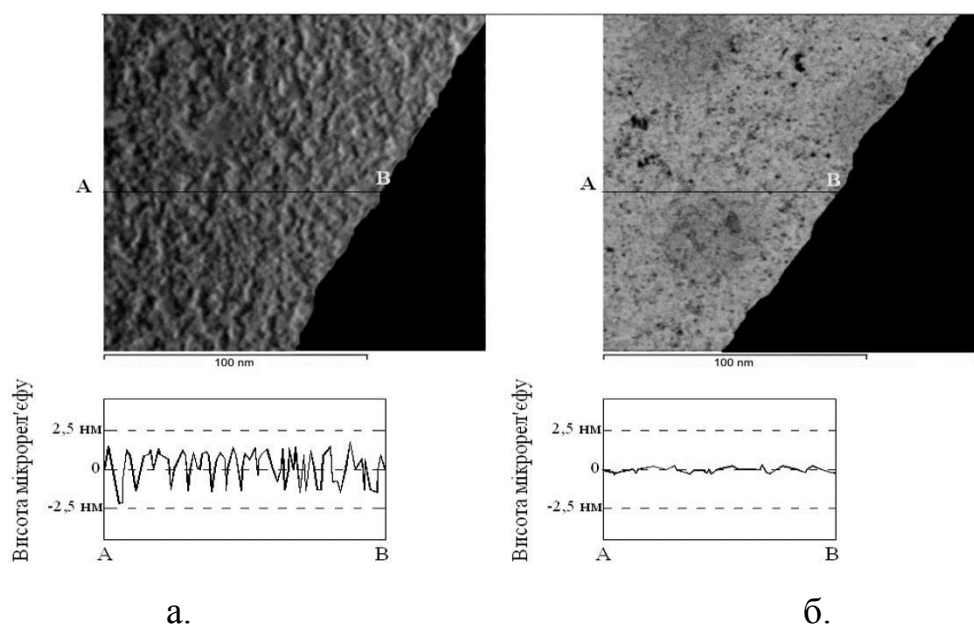 A B
A B
100 nm
100 nm
Висота мікрорел'єфу
2,5 нм
0
-2,5 нм
A B
Висота мікрорел'єфу
2,5 нм
0
-2,5 нм
A B
а.
б.